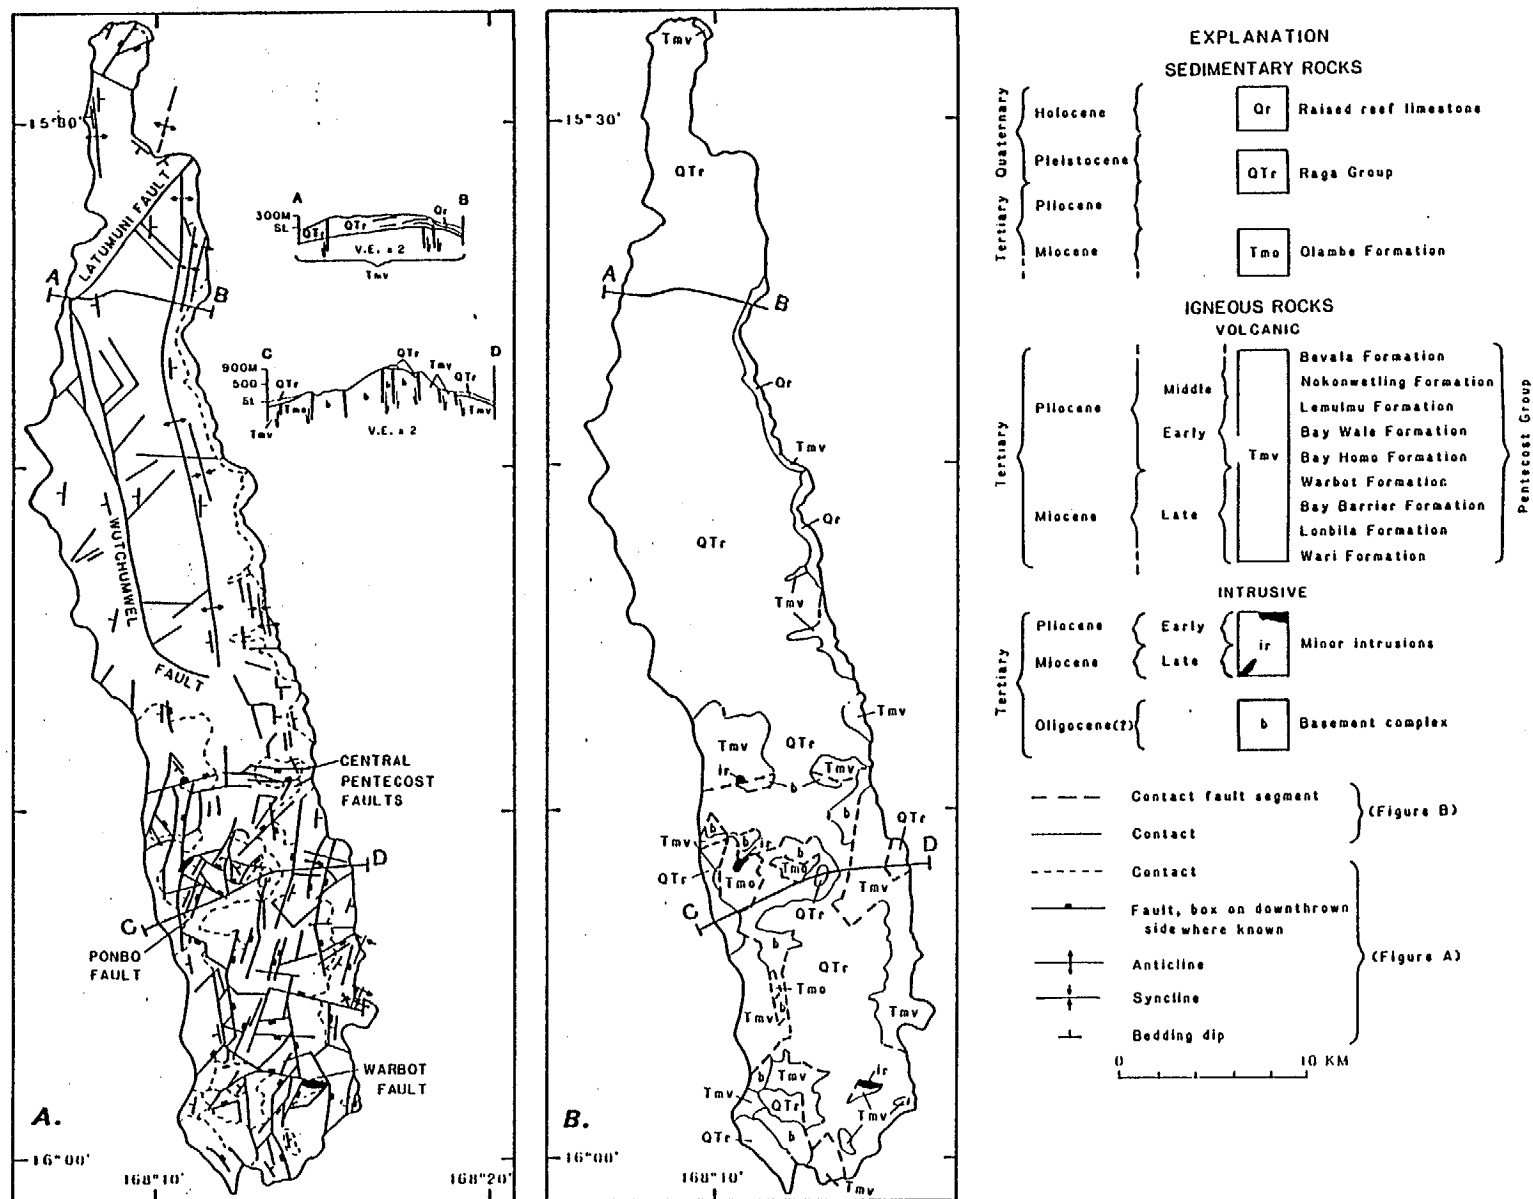 15°30'
LATUMUNI FAULT
A
B
A
B
300M
SL
QTr
QTr
Qr
V.E. = 2
Tmv
C
D
900M
500
SL
QTr
QTr
Tmv
QTr
Tmo
b
b
b
b
Tmv
Tmv
V.E. = 2
WUTCHUMWEL
FAULT
CENTRAL
PENTECOST
FAULTS
D
C
PONBO
FAULT
WARBOT
FAULT
A.
16°00'
168°10'
168°20'
Tmv
15°30'
QTr
A
B
Qr
Tmv
Qr
QTr
Tmv
Tmv
Tmv
QTr
Tmv
ir
b
b
QTr
b
Tmv
b
ir
b
D
Tmo
QTr
Tmo
Tmv
C
QTr
b
QTr
Tmo
b
Tmv
Tmv
b
Tmv
ir
Tmv
QTr
Tmv
b
QTr
B.
16°00'
168°10'
Tmv
EXPLANATION
SEDIMENTARY ROCKS
Quaternary
Tertiary
Holocene
Qr
Raised reef limestone
Pleistocene
QTr
Raga Group
Pliocene
Miocene
Tmo
Olambe Formation
IGNEOUS ROCKS
VOLCANIC
Tertiary
Pliocene
Middle
Early
Miocene
Late
Tmv
Bevala Formation
Nokonwetling Formation
Lemulmu Formation
Bay Wale Formation
Bay Homo Formation
Warbot Formation
Bay Barrier Formation
Lonbila Formation
Wari Formation
Pentecost Group
INTRUSIVE
Tertiary
Pliocene
Early
Miocene
Late
ir
Minor intrusions
Oligocene(?)
b
Basement complex
Contact fault segment
Contact
(Figure B)
Contact
Fault, box on downthrown
side where known
Anticline
Syncline
Bedding dip
(Figure A)
0 10 KM